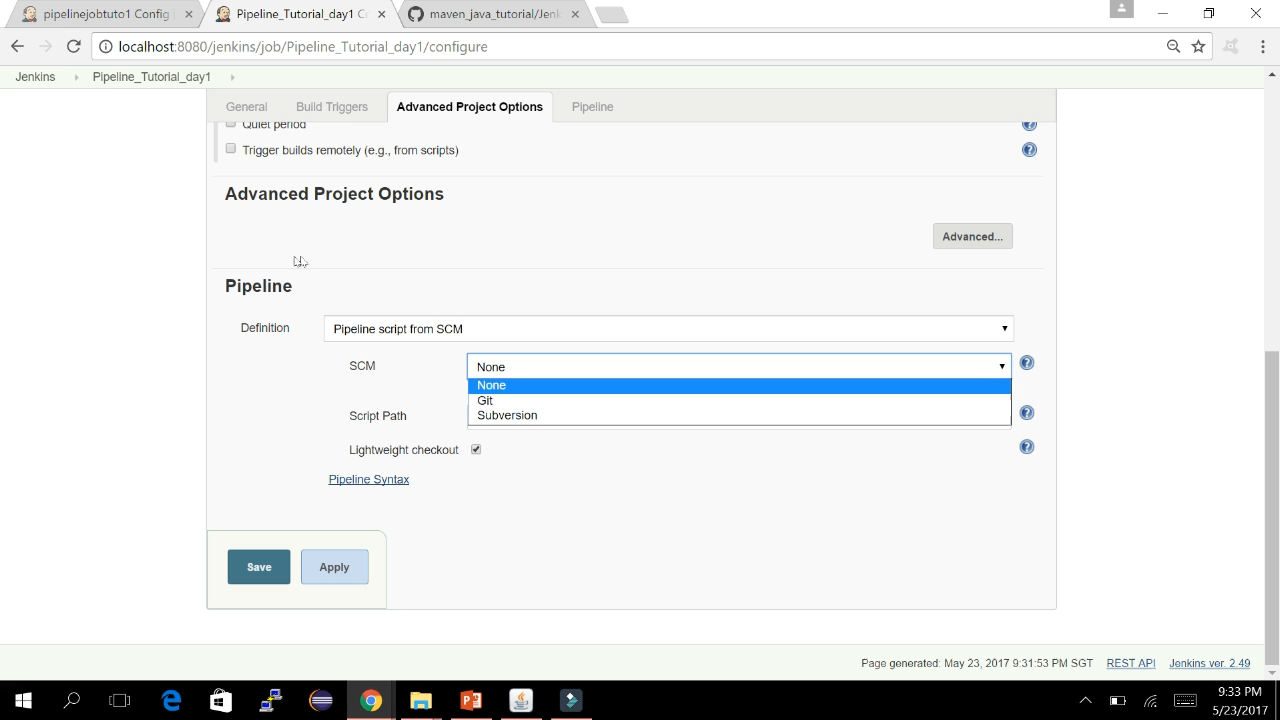 pipelinejobtuto1 Config
Pipeline_Tutorial_day1 Co
maven_java_tutorial/Jenk
localhost:8080/jenkins/job/Pipeline_Tutorial_day1/configure
Jenkins
Pipeline_Tutorial_day1
General
Build Triggers
Advanced Project Options
Pipeline
Quiet period
Trigger builds remotely (e.g., from scripts)
Advanced Project Options
Advanced...
Pipeline
Definition
Pipeline script from SCM
SCM
None
None
Git
Subversion
Script Path
Lightweight checkout
Pipeline Syntax
Save
Apply
Page generated: May 23, 2017 9:31:53 PM SGT
REST API
Jenkins ver. 2.49
9:33 PM
5/23/2017